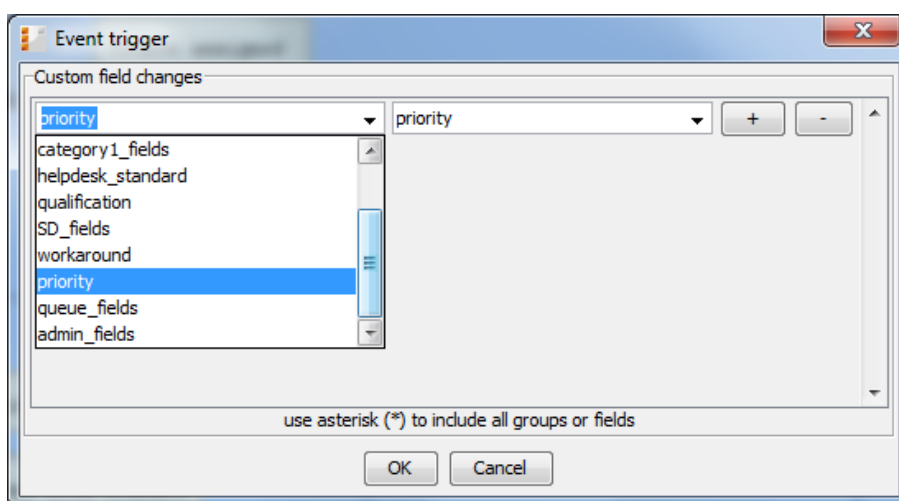 Event trigger
Custom field changes
priority priority + -
category1_fields
helpdesk_standard
qualification
SD_fields
workaround
priority
queue_fields
admin_fields
use asterisk (*) to include all groups or fields
OK Cancel